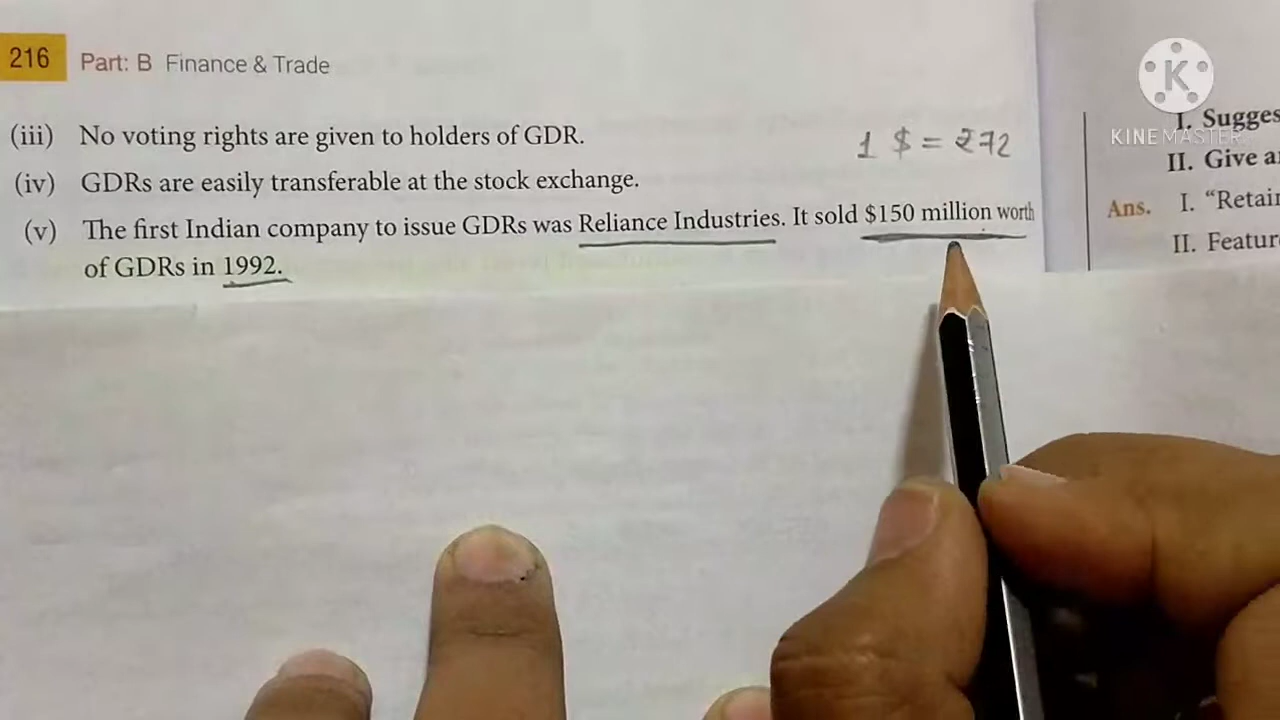 216 Part: B Finance & Trade
(iii) No voting rights are given to holders of GDR.
1 $ = ₹72
(iv) GDRs are easily transferable at the stock exchange.
(v) The first Indian company to issue GDRs was Reliance Industries. It sold $150 million worth
of GDRs in 1992.
K
KINEMASTER
I. Sugges
II. Give a
Ans. I. “Retai
II. Featur